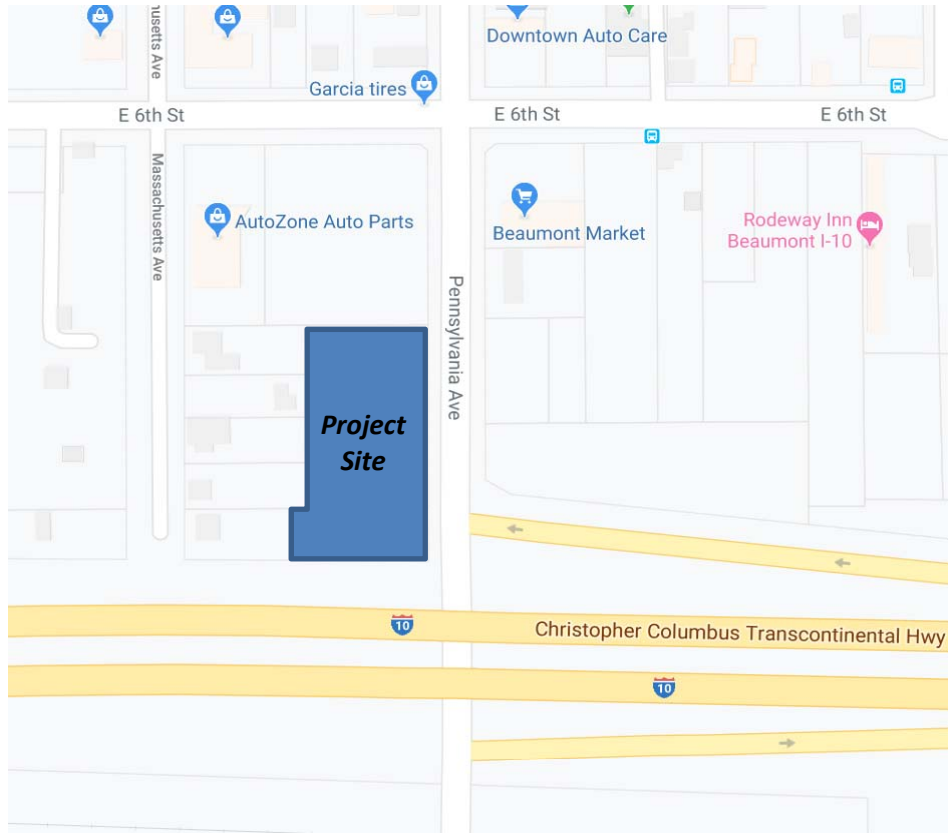 husetts Ave
Downtown Auto Care
Garcia tires
E 6th St
E 6th St
E 6th St
Massachusetts Ave
AutoZone Auto Parts
Beaumont Market
Rodeway Inn
Beaumont I-10
Pennsylvania Ave
Project
Site
10
Christopher Columbus Transcontinental Hwy
10